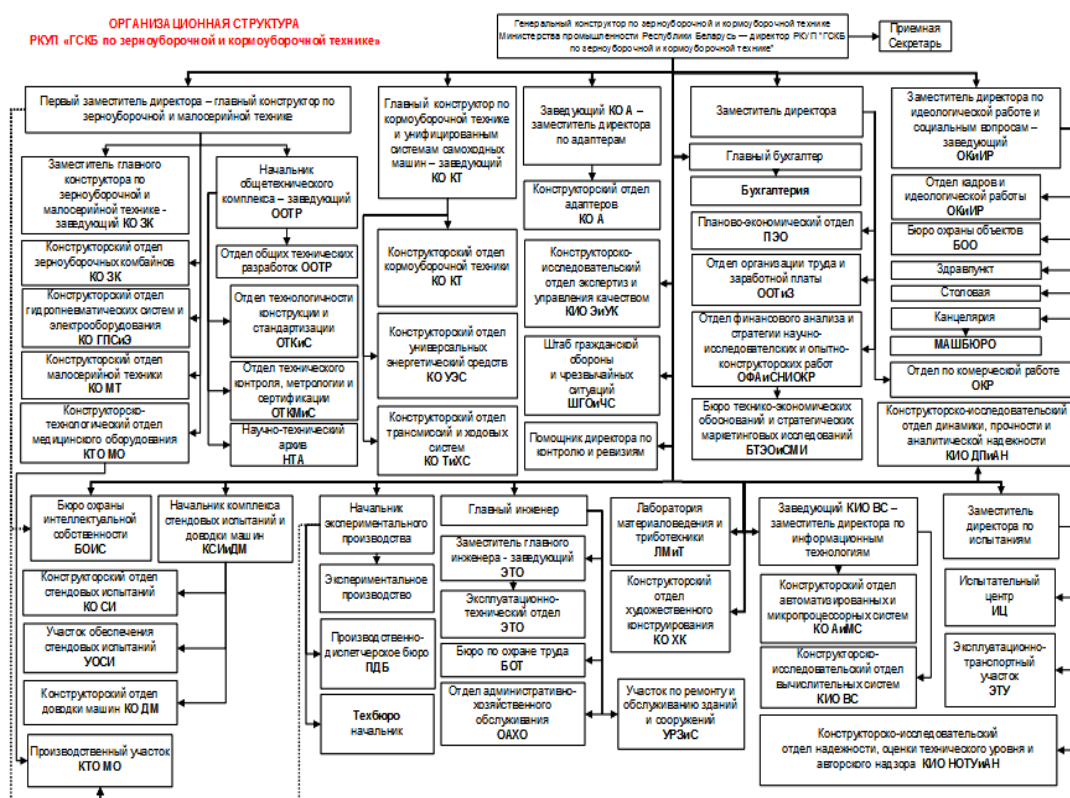 ОРГАНИЗАЦИОННАЯ СТРУКТУРА
РКУП «ГСКБ по зерноуборочной и кормоуборочной технике»
Генеральный конструктор по зерноуборочной и кормоуборочной технике
Министерства промышленности Республики Беларусь — директор РКУП "ГСКБ
по зерноуборочной и кормоуборочной технике"
Приемная
Секретарь
Первый заместитель директора – главный конструктор по
зерноуборочной и малосерийной технике
Главный конструктор по
кормоуборочной технике
и унифицированным
системам самоходных
машин – заведующий
КО КТ
Заведующий КО А –
заместитель директора
по адаптерам
Заместитель директора
Заместитель директора по
идеологической работе и
социальным вопросам –
заведующий
ОКиИР
Заместитель главного
конструктора по
зерноуборочной и
малосерийной технике -
заведующий КО ЗК
Начальник
общетехнического
комплекса – заведующий
ООТР
Главный бухгалтер
Бухгалтерия
Конструкторский отдел
адаптеров
КО А
Отдел кадров и
идеологической работы
ОКиИР
Планово-экономический отдел
ПЭО
Бюро охраны объектов
БОО
Конструкторский отдел
зерноуборочных комбайнов
КО ЗК
Отдел общих технических
разработок ООТР
Конструкторский отдел
кормоуборочной техники
КО КТ
Конструкторско-
исследовательский
отдел экспертиз и
управления качеством
КИО ЭиУК
Отдел организации труда и
заработной платы
ООТиЗ
Здравпункт
Столовая
Канцелярия
МАШБЮРО
Конструкторский отдел
гидропневматических систем и
электрооборудования
КО ГПСиЭ
Отдел технологичности
конструкции и
стандартизации
ОТКиС
Конструкторский отдел
универсальных
энергетический средств
КО УЭС
Штаб гражданской
обороны
и чрезвычайных
ситуаций
ШГОиЧС
Отдел финансового анализа и
стратегии научно-
исследовательских и опытно-
конструкторских работ
ОФАиСНИОКР
Отдел по комерческой работе
ОКР
Конструкторский отдел
малосерийной техники
КО МТ
Отдел технического
контроля, метрологии и
сертификации
ОТКМиС
Конструкторско-
технологический отдел
медицинского оборудования
КТО МО
Научно-технический
архив
НТА
Конструкторский отдел
трансмиссий и ходовых
систем
КО ТиХС
Помощник директора по
контролю и ревизиям
Бюро технико-экономических
обоснований и стратегических
маркетинговых исследований
БТЭОиСМИ
Конструкторско-исследовательский
отдел динамики, прочности и
аналитической надежности
КИО ДПиАН
Бюро охраны
интеллектуальной
собственности
БОИС
Начальник комплекса
стендовых испытаний и
доводки машин
КСИиДМ
Начальник
экспериментального
производства
Главный инженер
Лаборатория
материаловедения и
триботехники
ЛМиТ
Заведующий КИО ВС –
заместитель директора по
информационным
технологиям
Заместитель
директора по
испытаниям
Конструкторский отдел
стендовых испытаний
КО СИ
Экспериментальное
производство
Заместитель главного
инженера - заведующий
ЭТО
Конструкторский
отдел
художественного
конструирования
КО ХК
Конструкторский отдел
автоматизированных и
микропроцессорных систем
КО АиМС
Испытательный
центр
ИЦ
Участок обеспечения
стендовых испытаний
УОСИ
Производственно-
диспетчерское бюро
ПДБ
Эксплуатационно-
технический отдел
ЭТО
Бюро по охране труда
БОТ
Конструкторско-
исследовательский отдел
вычислительных систем
КИО ВС
Эксплуатационно-
транспортный
участок
ЭТУ
Конструкторский отдел
доводки машин КО ДМ
Техбюро
начальник
Отдел административно-
хозяйственного
обслуживания
ОАХО
Участок по ремонту и
обслуживанию зданий
и сооружений
УРЗиС
Производственный участок
КТО МО
Конструкторско-исследовательский
отдел надежности, оценки технического уровня и
авторского надзора КИО НОТУиАН